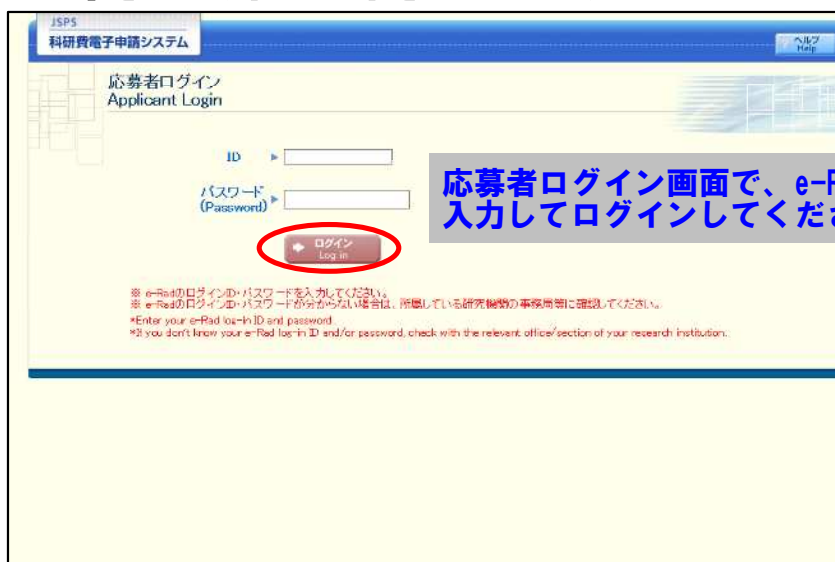 JSPS
科研費電子申請システム
ヘルプ
Help
応募者ログイン
Applicant Login
ID
パスワード
(Password)
応募者ログイン画面で、e-R
入力してログインしてくださ
ログイン
Log in
※ e-RadのログインID・パスワードを入力してください。
※ e-RadのログインID・パスワードが分からない場合は、所属している研究機関の事務局等に確認してください。
*Enter your e-Rad log-in ID and password
*If you don't know your e-Rad log-in ID and/or password, check with the relevant office/section of your research institution.